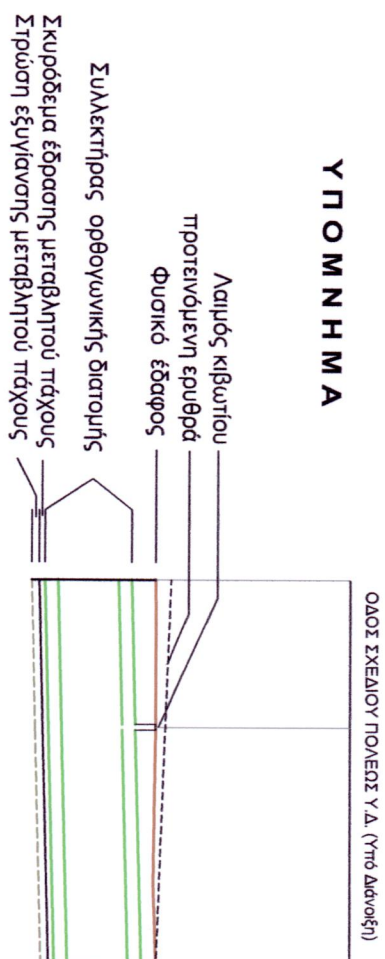 ΥΠΟΜΝΗΜΑ
Λαιμός κιβωτίου
προτεινόμενη ερυθρά
Φυσικό έδαφος
Συλλεκτήρας ορθογωνικής διατομής
Σκυρόδεμα έδρασης μεταβλητού πάχους
Στρώση εξυγίανσης μεταβλητού πάχους
ΟΔΟΣ ΣΧΕΔΙΟΥ ΠΟΛΕΩΣ Υ.Δ. (Υπό Διάνοιξη)